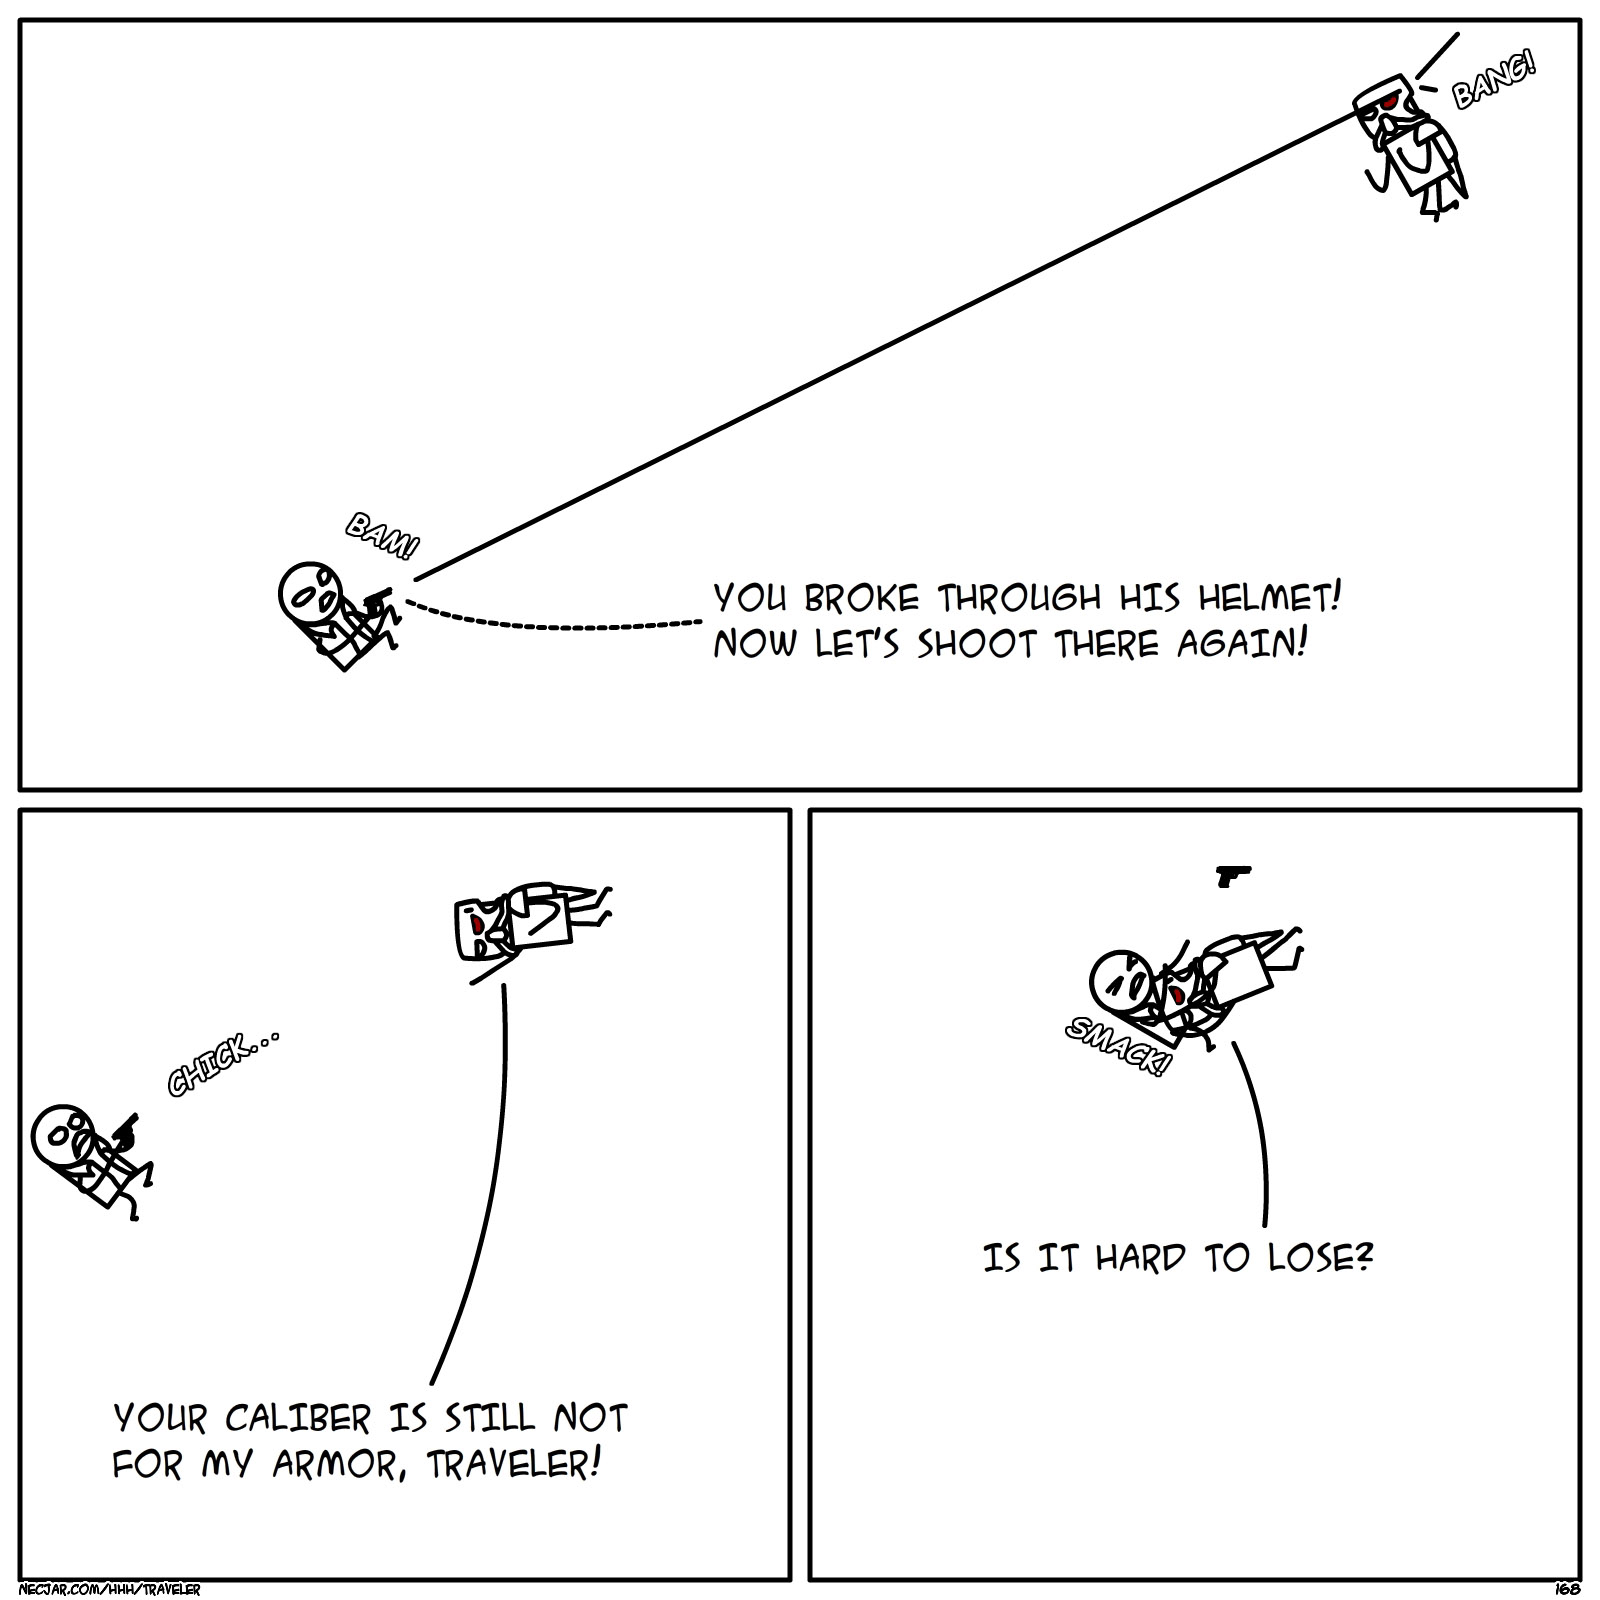 BANG!
BAM!
YOU BROKE THROUGH HIS HELMET!
NOW LET'S SHOOT THERE AGAIN!
CHICK...
YOUR CALIBER IS STILL NOT
FOR MY ARMOR, TRAVELER!
SMACK!
IS IT HARD TO LOSE?
NECJAR.COM/HHH/TRAVELER
168